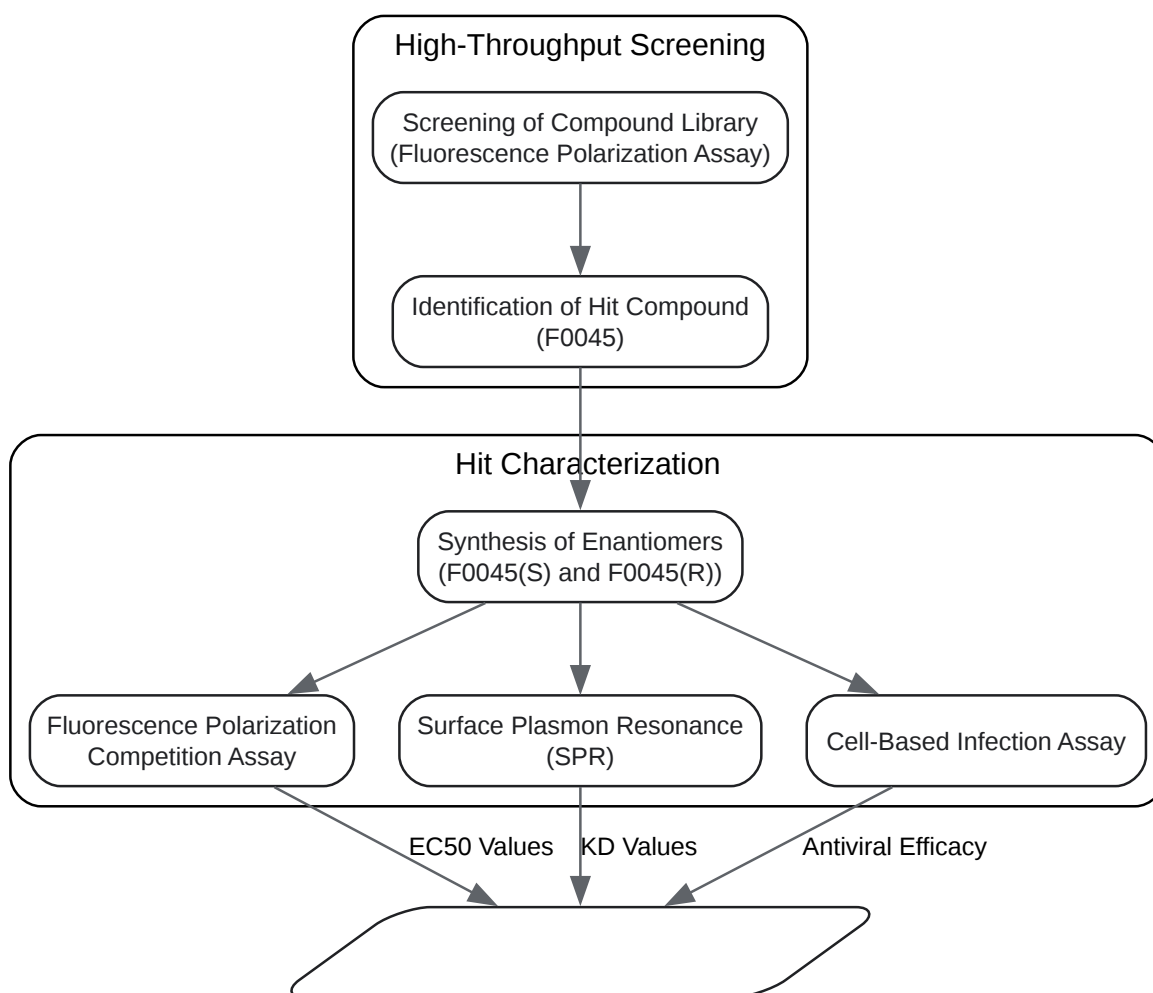 High-Throughput Screening
Screening of Compound Library
(Fluorescence Polarization Assay)
Identification of Hit Compound
(F0045)
Hit Characterization
Synthesis of Enantiomers
(F0045(S) and F0045(R))
Fluorescence Polarization
Competition Assay
Surface Plasmon Resonance
(SPR)
Cell-Based Infection Assay
EC50 Values
KD Values
Antiviral Efficacy